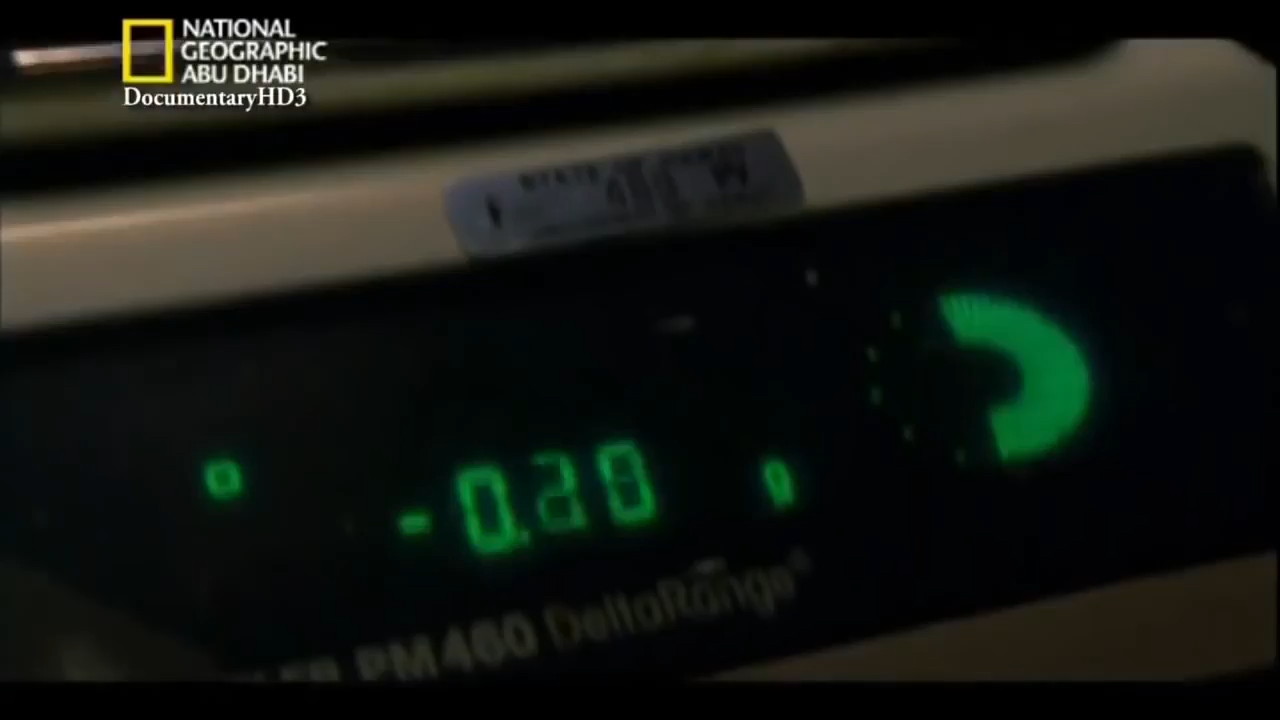 NATIONAL
GEOGRAPHIC
ABU DHABI
DocumentaryHD3
-0.20 g
PM460 DeltaRange®